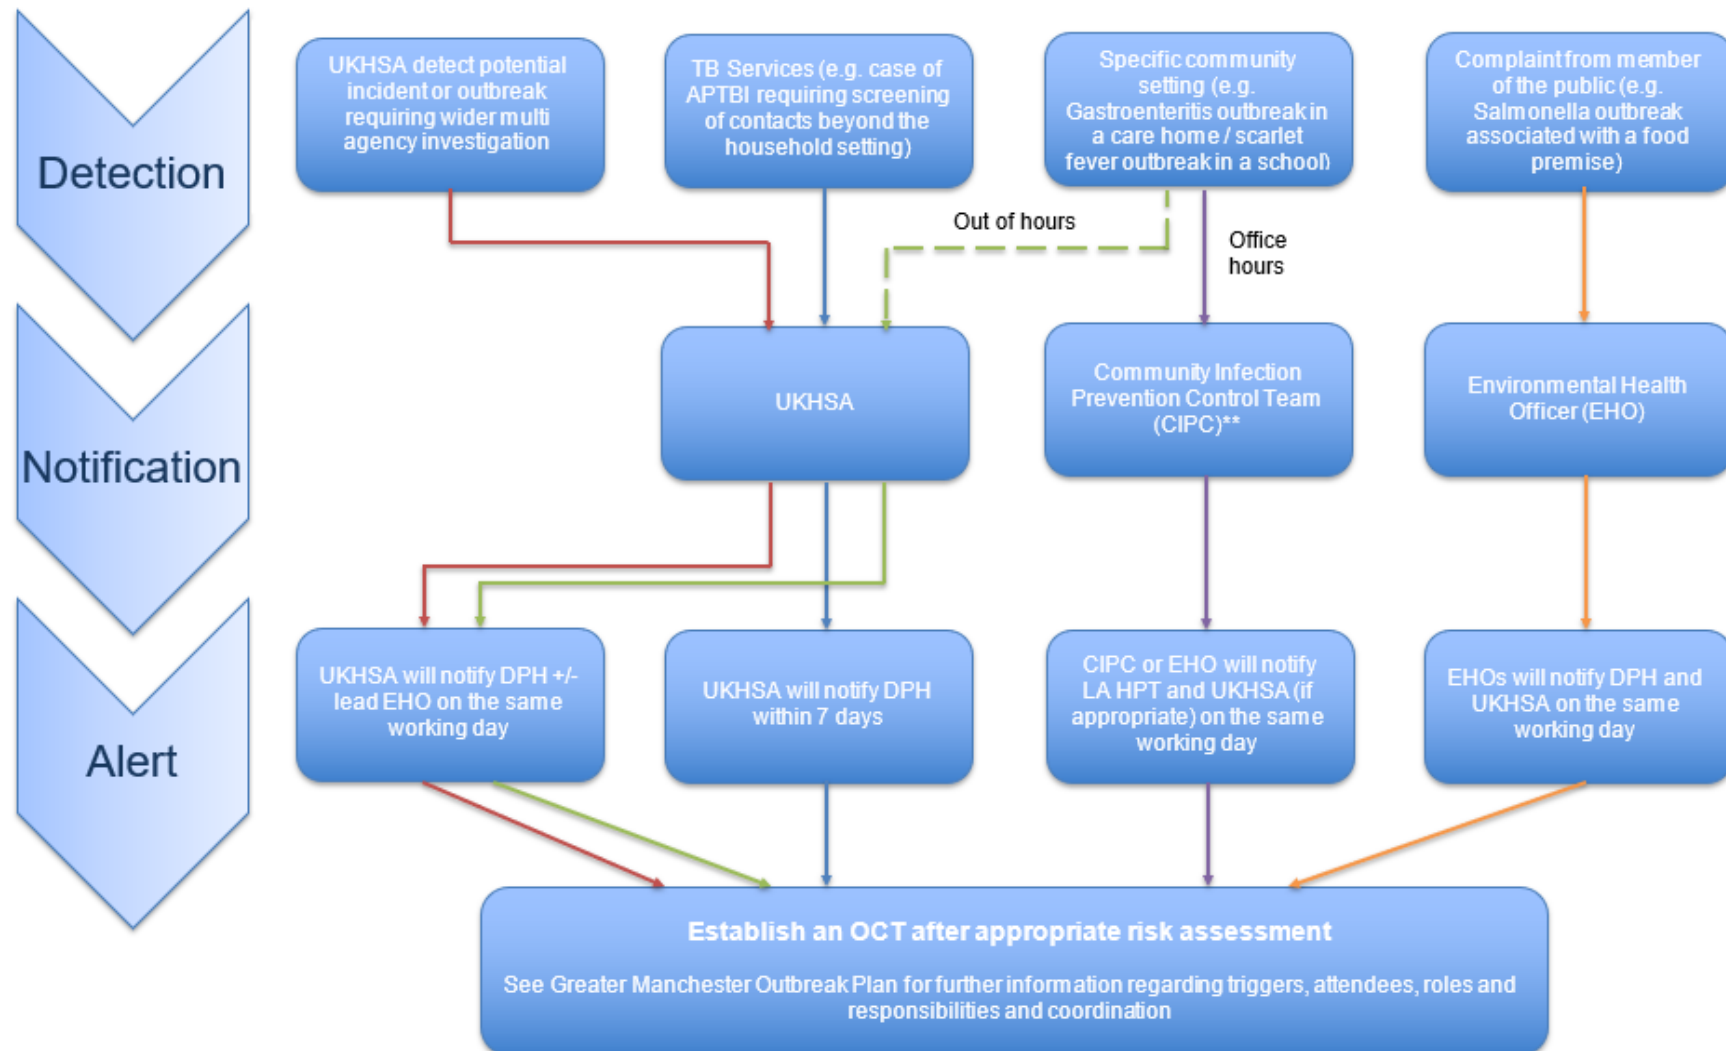 Detection
UKHSA detect potential
incident or outbreak
requiring wider multi
agency investigation
TB Services (e.g. case of
APTBI requiring screening
of contacts beyond the
household setting)
Specific community
setting (e.g.
Gastroenteritis outbreak in
a care home / scarlet
fever outbreak in a school)
Complaint from member
of the public (e.g.
Salmonella outbreak
associated with a food
premise)
Out of hours
Office
hours
Notification
UKHSA
Community Infection
Prevention Control Team
(CIPC)**
Environmental Health
Officer (EHO)
Alert
UKHSA will notify DPH +/-
lead EHO on the same
working day
UKHSA will notify DPH
within 7 days
CIPC or EHO will notify
LA HPT and UKHSA (if
appropriate) on the same
working day
EHOs will notify DPH and
UKHSA on the same
working day
Establish an OCT after appropriate risk assessment
See Greater Manchester Outbreak Plan for further information regarding triggers, attendees, roles and
responsibilities and coordination